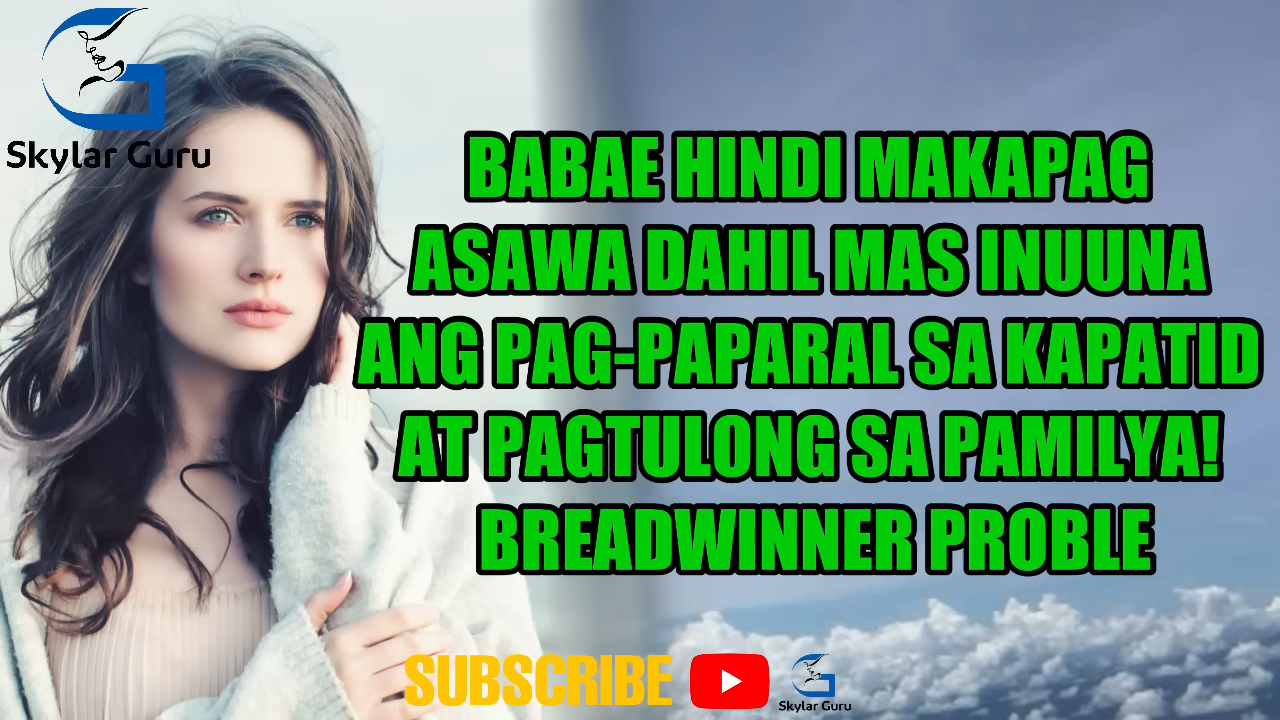 Skylar Guru
BABAE HINDI MAKAPAG
ASAWA DAHIL MAS INUUNA
ANG PAG-PAPARAL SA KAPATID
AT PAGTULONG SA PAMILYA!
BREADWINNER PROBLE
SUBSCRIBE
Skylar Guru